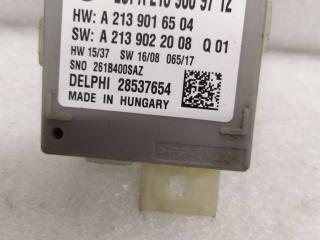 HW: A 213 901 65 04
SW: A 213 902 20 08 Q 01
HW 15/37 SW 16/08 065/17
SNO 261B400SAZ
DELPHI 28537654
MADE IN HUNGARY